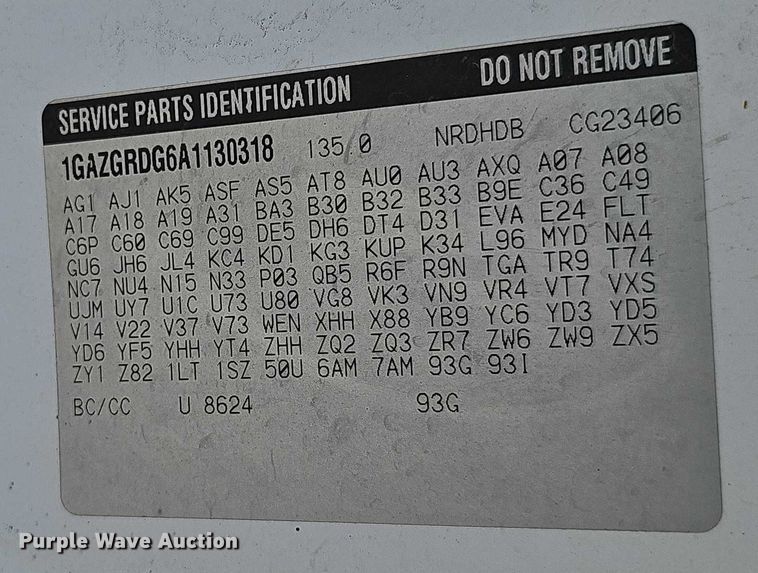 SERVICE PARTS IDENTIFICATION DO NOT REMOVE
1GAZGRDG6A1130318 135.0 NRDHDB CG23406
AG1 AJ1 AK5 ASF AS5 AT8 AU0 AU3 AXQ A07 A08
A17 A18 A19 A31 BA3 B30 B32 B33 B9E C36 C49
C6P C60 C69 C99 DE5 DH6 DT4 D31 EVA E24 FLT
GU6 JH6 JL4 KC4 KD1 KG3 KUP K34 L96 MYD NA4
NC7 NU4 N15 N33 P03 QB5 R6F R9N TGA TR9 T74
UJM UY7 U1C U73 U80 VG8 VK3 VN9 VR4 VT7 VXS
V14 V22 V37 V73 WEN XHH X88 YB9 YC6 YD3 YD5
YD6 YF5 YHH YT4 ZHH ZQ2 ZQ3 ZR7 ZW6 ZW9 ZX5
ZY1 Z82 1LT 1SZ 50U 6AM 7AM 93G 93I
BC/CC U 8624 93G
Purple Wave Auction